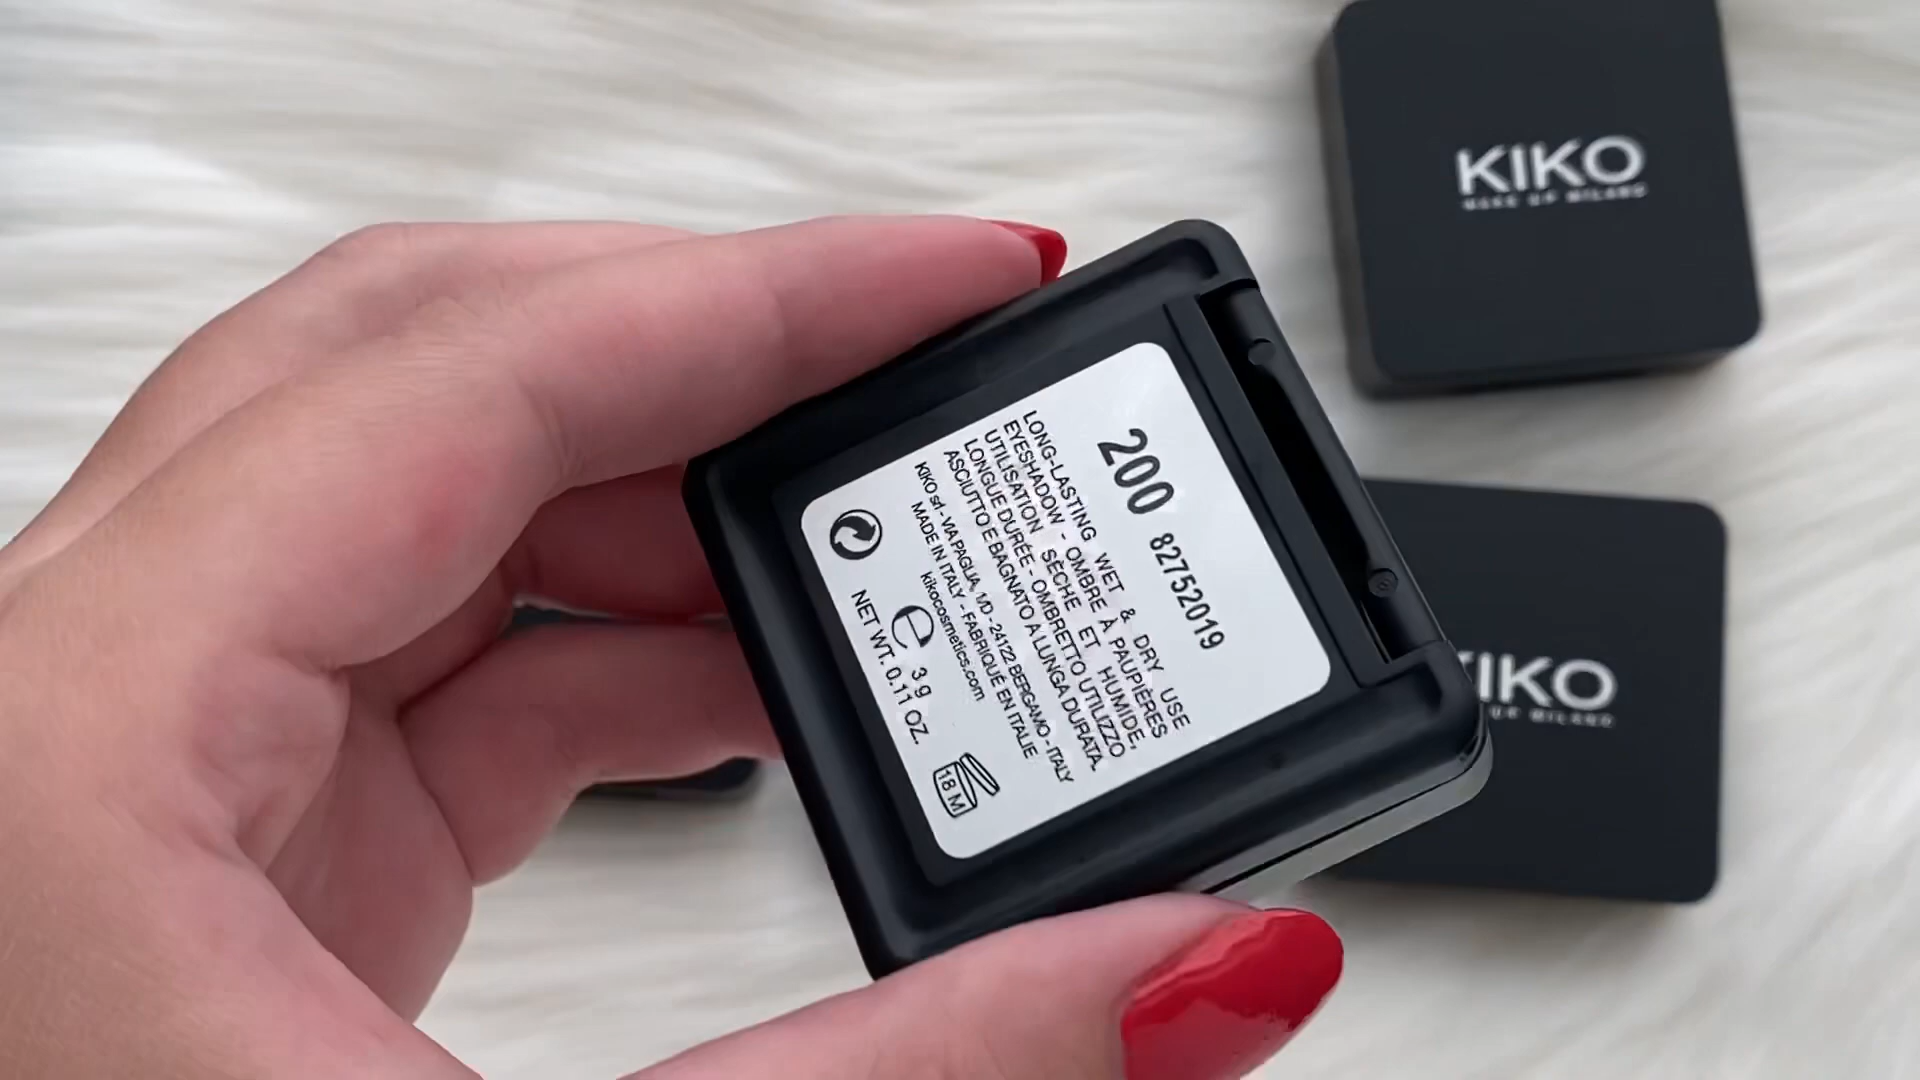 200 82752019
LONG-LASTING WET & DRY USE
EYESHADOW - OMBRE À PAUPIÈRES
UTILISATION SÈCHE ET HUMIDE,
LONGUE DURÉE - OMBRETTO UTILIZZO
ASCIUTTO E BAGNATO A LUNGA DURATA.
KIKO srl - VIA PAGLIA, 1/D - 24122 BERGAMO - ITALY
MADE IN ITALY - FABRIQUÉ EN ITALIE
kikocosmetics.com
e 3 g
NET WT. 0.11 OZ.
18 M
KIKO
MAKE UP MILANO
KIKO
UP MILANO